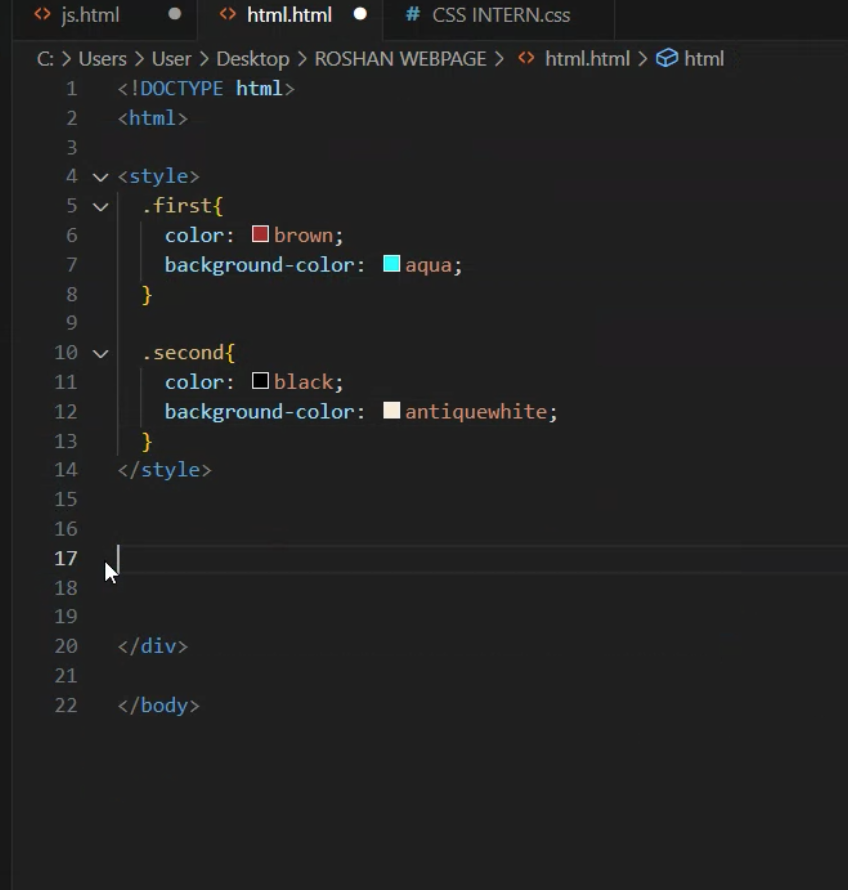 js.html html.html # CSS INTERN.css
C: > Users > User > Desktop > ROSHAN WEBPAGE > <> html.html > html
1 <!DOCTYPE html>
2 <html>
3
4 <style>
5 .first{
6 color: brown;
7 background-color: aqua;
8 }
9
10 .second{
11 color: black;
12 background-color: antiquewhite;
13 }
14 </style>
15
16
17
18
19
20 </div>
21
22 </body>